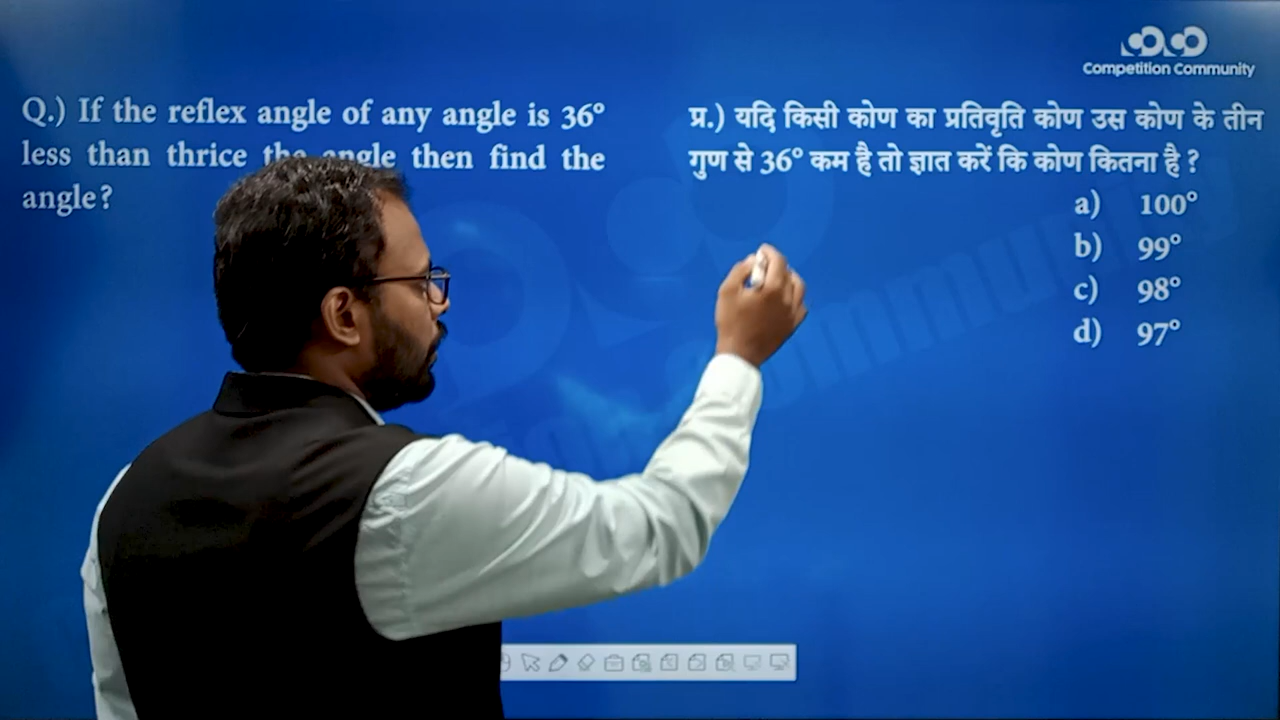 Competition Community
Q.) If the reflex angle of any angle is 36°
less than thrice the angle then find the
angle?
प्र.) यदि किसी कोण का प्रतिवृति कोण उस कोण के तीन
गुण से 36° कम है तो ज्ञात करें कि कोण कितना है ?
a) 100°
b) 99°
c) 98°
d) 97°